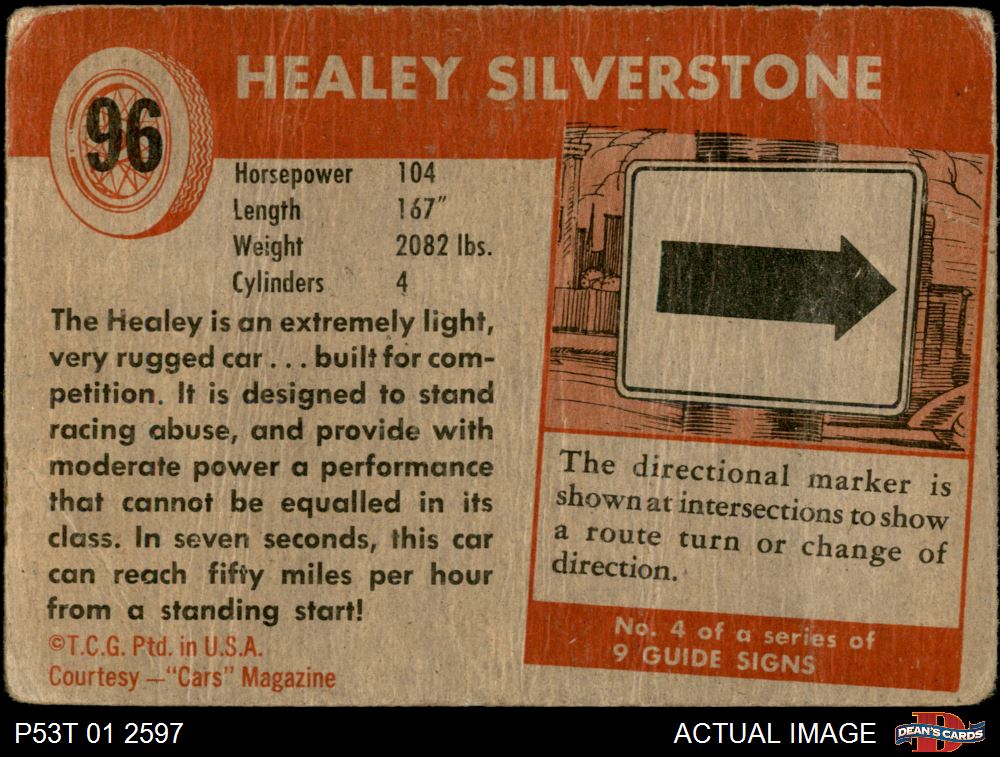 HEALEY SILVERSTONE
96
Horsepower 104
Length 167"
Weight 2082 lbs.
Cylinders 4
The Healey is an extremely light,
very rugged car . . . built for com-
petition. It is designed to stand
racing abuse, and provide with
moderate power a performance
that cannot be equalled in its
class. In seven seconds, this car
can reach fifty miles per hour
from a standing start!
©T.C.G. Ptd. in U.S.A.
Courtesy — "Cars" Magazine
The directional marker is
shown at intersections to show
a route turn or change of
direction.
No. 4 of a series of
9 GUIDE SIGNS
P53T 01 2597
ACTUAL IMAGE
D
DEAN'S CARDS